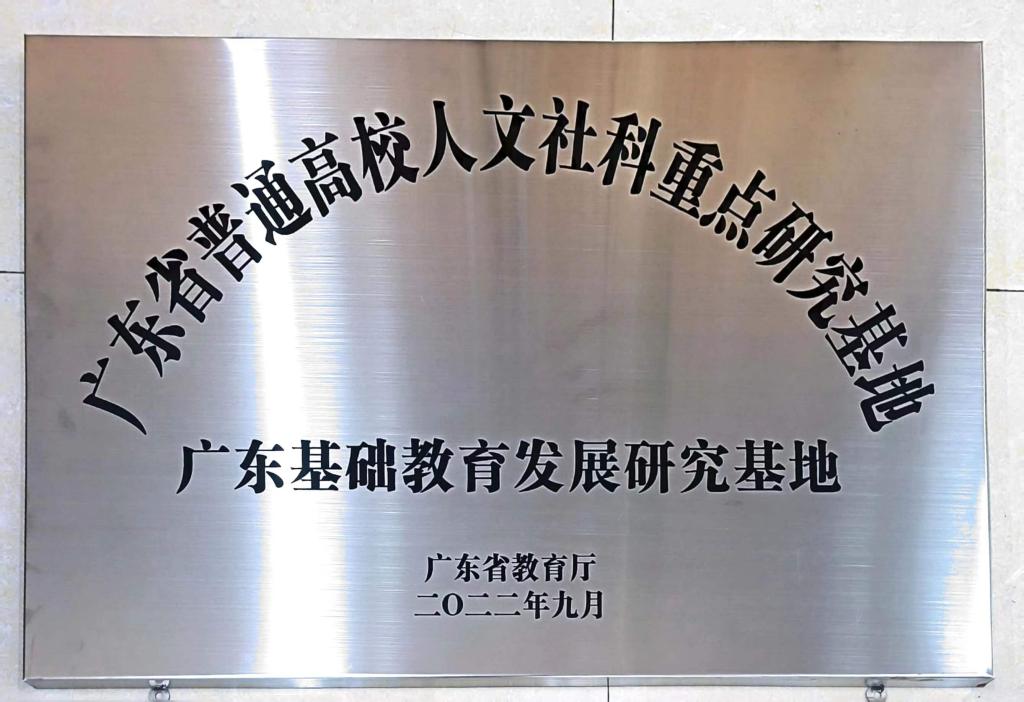 广东省普通高校人文社科重点研究基地
广东基础教育发展研究基地
广东省教育厅
二〇二二年九月